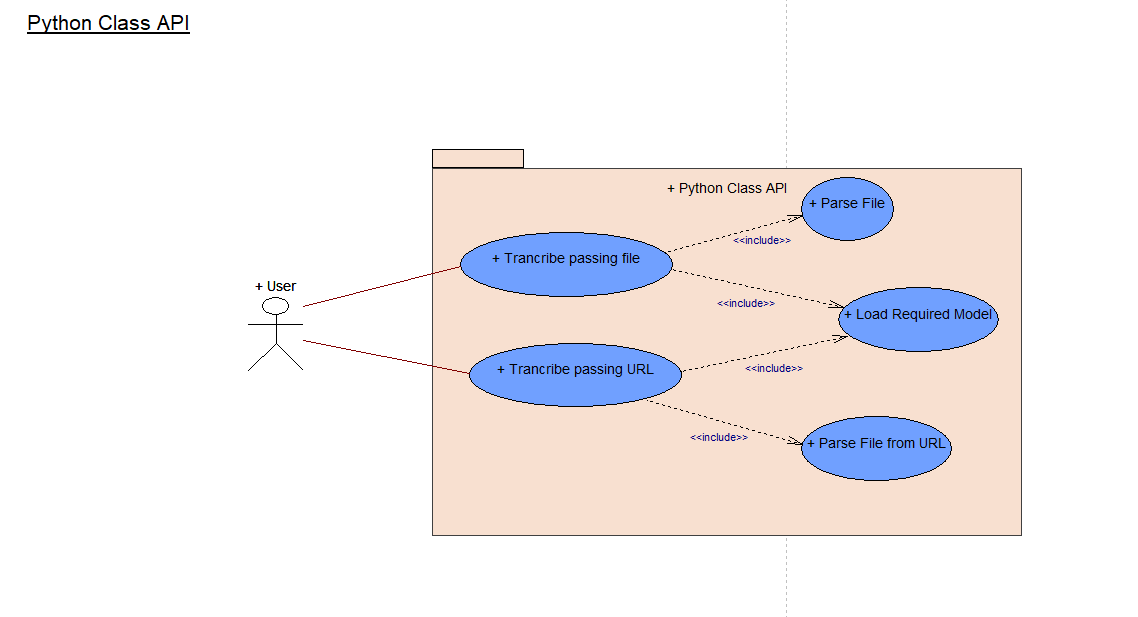 Python Class API
+ Python Class API
+ Parse File
<<include>>
+ Trancribe passing file
+ User
<<include>>
+ Load Required Model
+ Trancribe passing URL
<<include>>
<<include>>
+ Parse File from URL